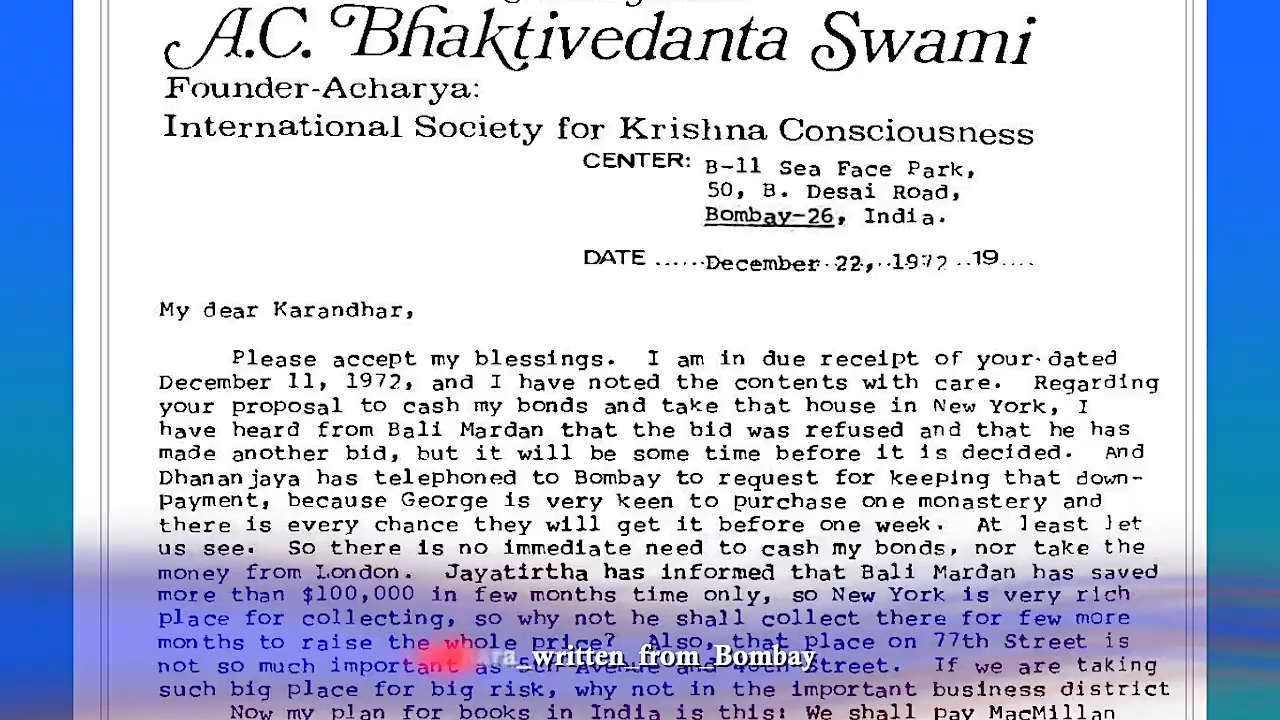 A.C. Bhaktivedanta Swami
Founder-Acharya:
International Society for Krishna Consciousness
CENTER: B-11 Sea Face Park,
50, B. Desai Road,
Bombay-26, India.
DATE ......December 22, 1972 ..19....
My dear Karandhar,
Please accept my blessings. I am in due receipt of your dated
December 11, 1972, and I have noted the contents with care. Regarding
your proposal to cash my bonds and take that house in New York, I
have heard from Bali Mardan that the bid was refused and that he has
made another bid, but it will be some time before it is decided. And
Dhananjaya has telephoned to Bombay to request for keeping that down-
payment, because George is very keen to purchase one monastery and
there is every chance they will get it before one week. At least let
us see. So there is no immediate need to cash my bonds, nor take the
money from London. Jayatirtha has informed that Bali Mardan has saved
more than $100,000 in few months time only, so New York is very rich
place for collecting, so why not he shall collect there for few more
months to raise the whole price? Also, that place on 77th Street is
not so much important as 5th Avenue and Street. If we are taking
_written_from_Bombay
such big place for big risk, why not in the important business district
Now my plan for books in India is this: We shall pay MacMillan